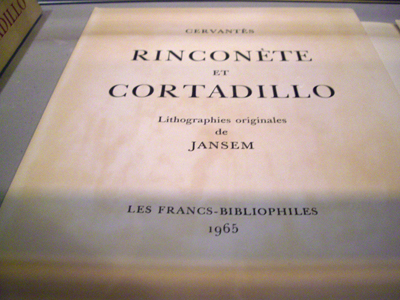 CERVANTÈS
RINCONÈTE
ET
CORTADILLO
Lithographies originales
de
JANSEM
LES FRANCS-BIBLIOPHILES
1965